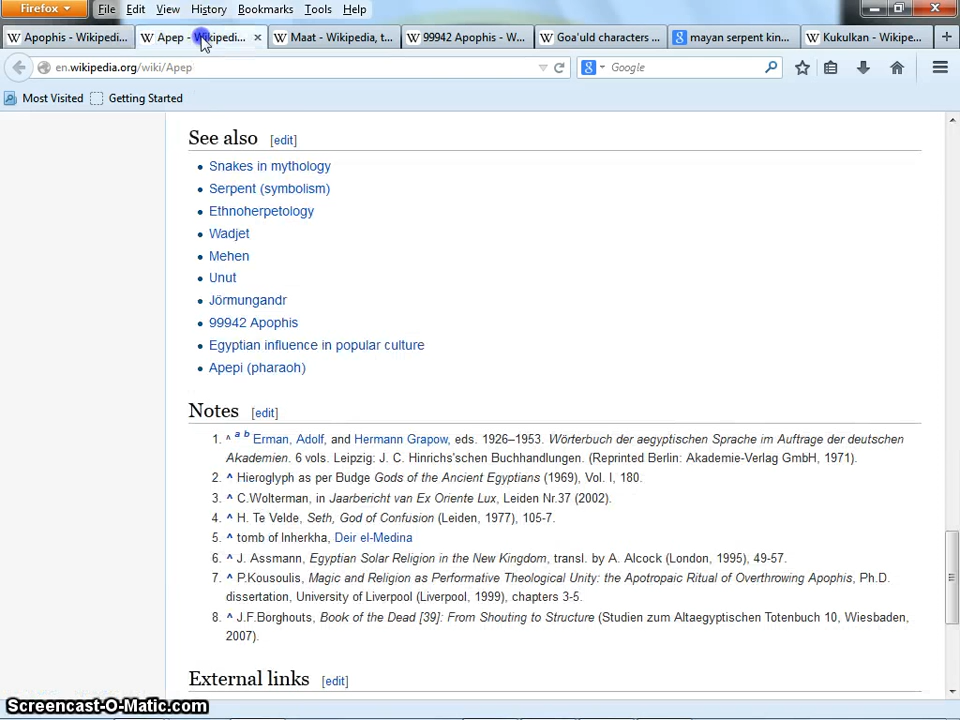 Firefox
File Edit View History Bookmarks Tools Help
Apophis - Wikipedi... Apep - Wikipedi... Maat - Wikipedia, t... 99942 Apophis - W... Goa'uld characters ... mayan serpent kin... Kukulkan - Wikipe...
en.wikipedia.org/wiki/Apep Google
Most Visited Getting Started
See also [edit]
Snakes in mythology
Serpent (symbolism)
Ethnoherpetology
Wadjet
Mehen
Unut
Jörmungandr
99942 Apophis
Egyptian influence in popular culture
Apepi (pharaoh)
Notes [edit]
1. ^ a b Erman, Adolf, and Hermann Grapow, eds. 1926–1953. Wörterbuch der aegyptischen Sprache im Auftrage der deutschen
Akademien. 6 vols. Leipzig: J. C. Hinrichs'schen Buchhandlungen. (Reprinted Berlin: Akademie-Verlag GmbH, 1971).
2. ^ Hieroglyph as per Budge Gods of the Ancient Egyptians (1969), Vol. I, 180.
3. ^ C.Wolterman, in Jaarbericht van Ex Oriente Lux, Leiden Nr.37 (2002).
4. ^ H. Te Velde, Seth, God of Confusion (Leiden, 1977), 105-7.
5. ^ tomb of Inherkha, Deir el-Medina
6. ^ J. Assmann, Egyptian Solar Religion in the New Kingdom, transl. by A. Alcock (London, 1995), 49-57.
7. ^ P.Kousoulis, Magic and Religion as Performative Theological Unity: the Apotropaic Ritual of Overthrowing Apophis, Ph.D.
dissertation, University of Liverpool (Liverpool, 1999), chapters 3-5.
8. ^ J.F.Borghouts, Book of the Dead [39]: From Shouting to Structure (Studien zum Altaegyptischen Totenbuch 10, Wiesbaden,
2007).
External links [edit]
Screencast-O-Matic.com